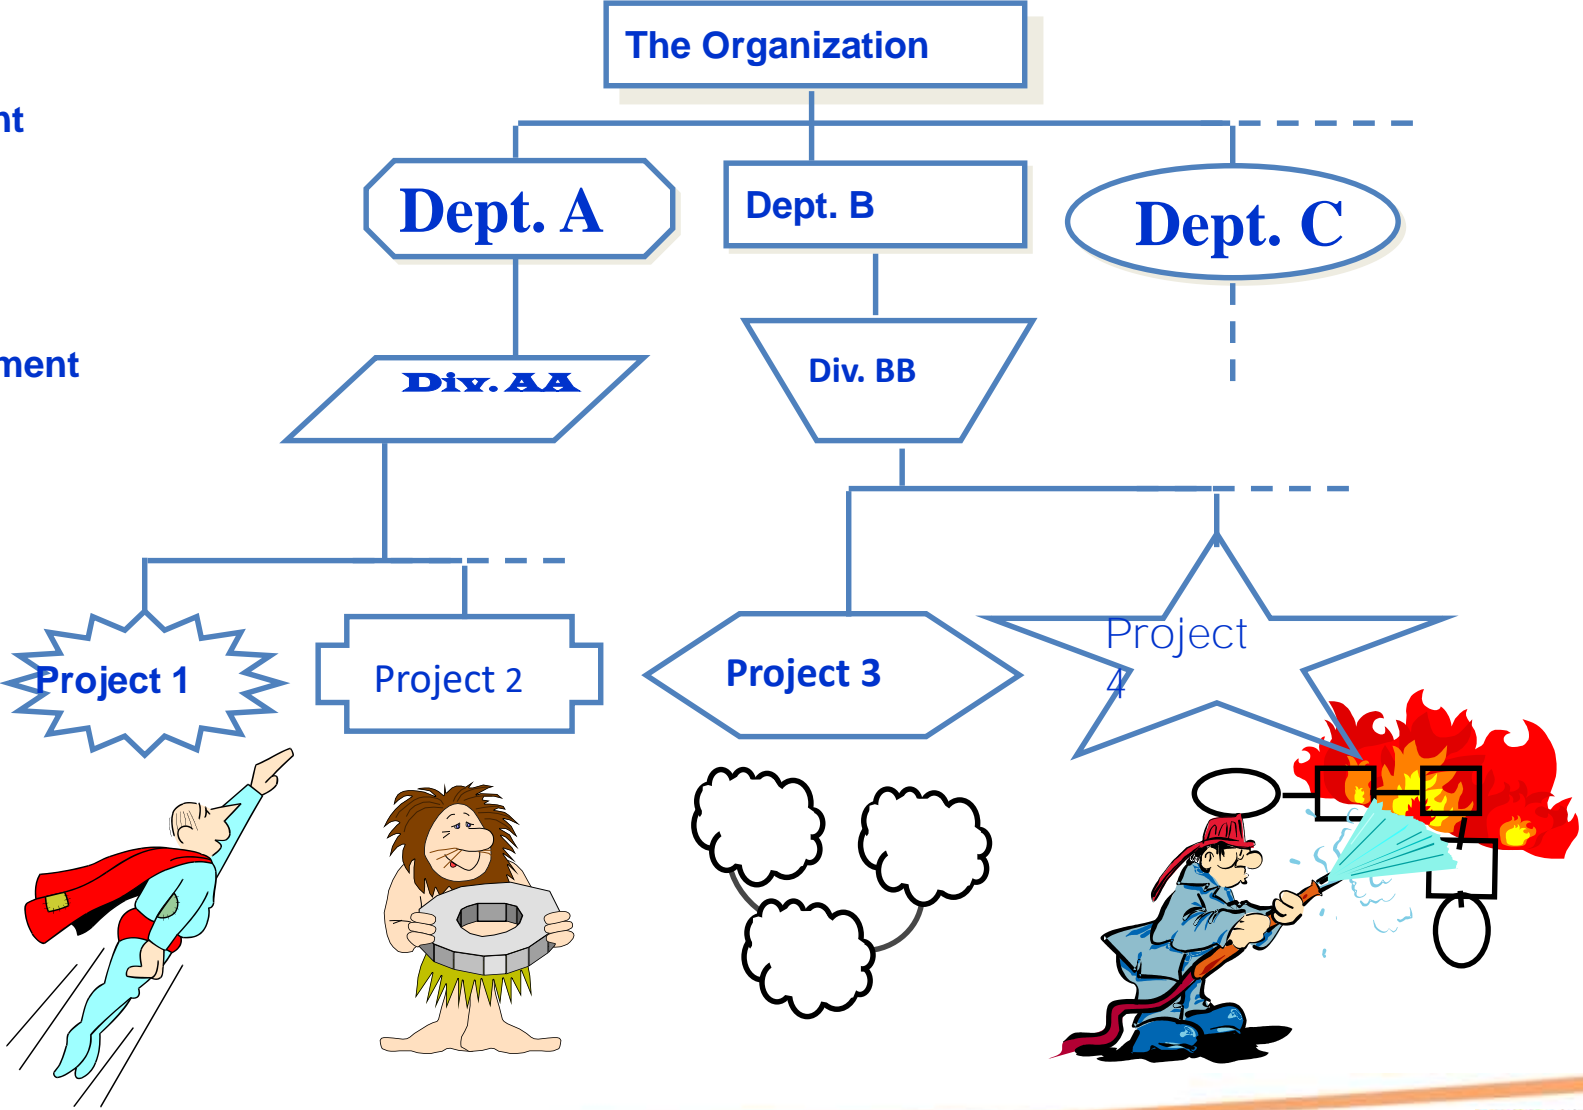 The Organization
nt
Dept. A
Dept. B
Dept. C
ment
Div. AA
Div. BB
Project 1
Project 2
Project 3
Project
4